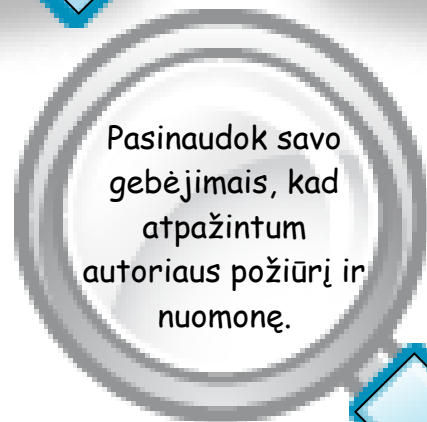 Pasinaudok savo
gebėjimais, kad
atpažintum
autoriaus požiūrį ir
nuomonę.